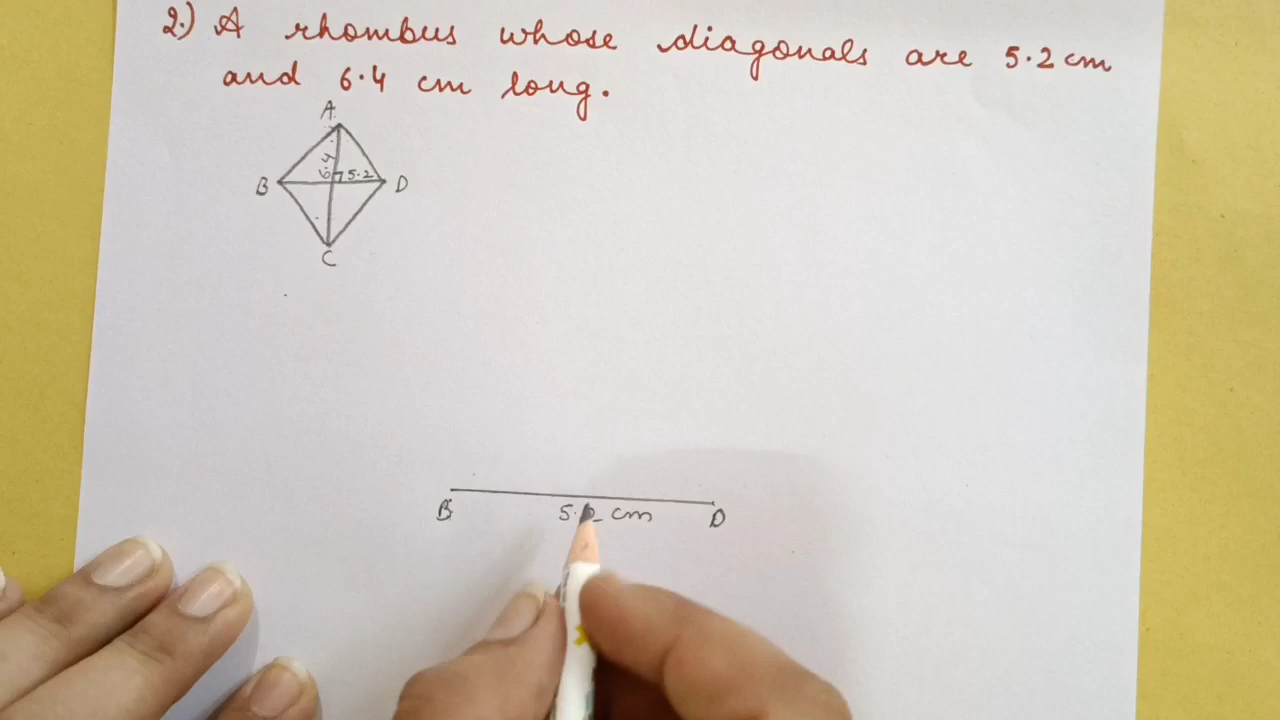 2.) A rhombus whose diagonals are 5.2 cm
and 6.4 cm long.
A
6.4
5.2
B
D
C
B
5.2 cm
D